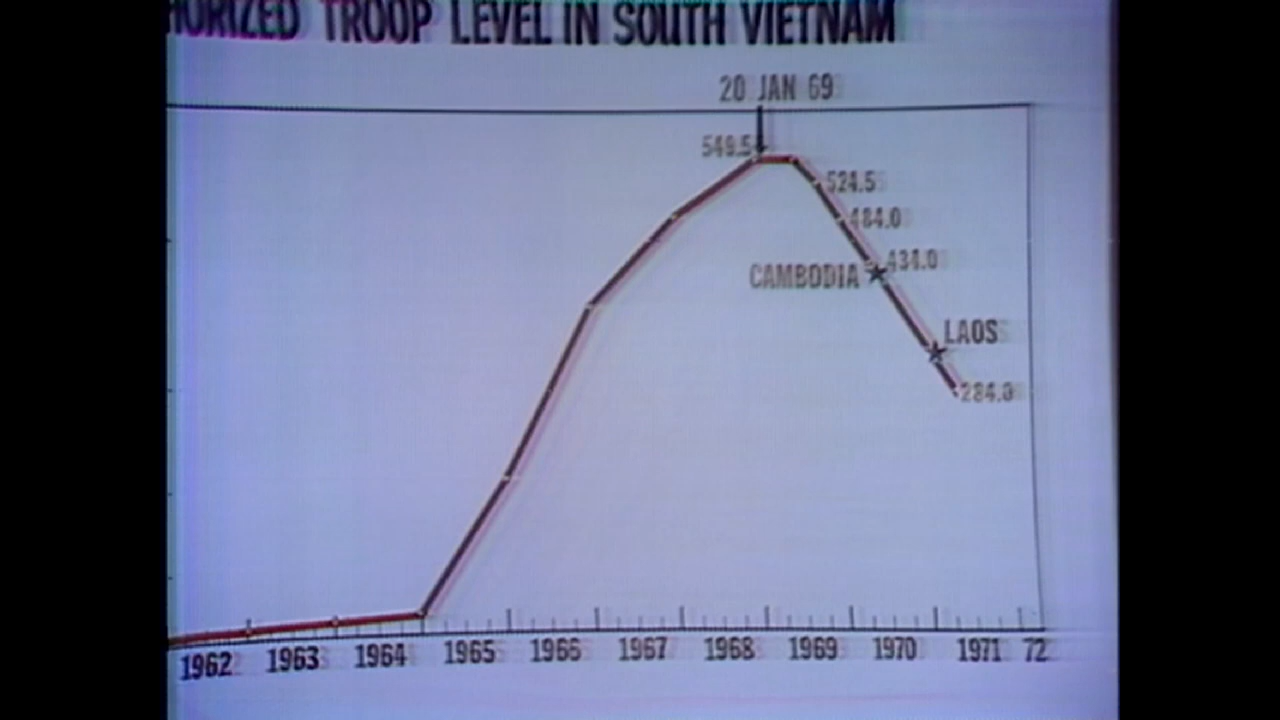 HORIZED TROOP LEVEL IN SOUTH VIETNAM
20 JAN 69
549.5
524.5
484.0
434.0
CAMBODIA
LAOS
284.0
1962 1963 1964 1965 1966 1967 1968 1969 1970 1971 72